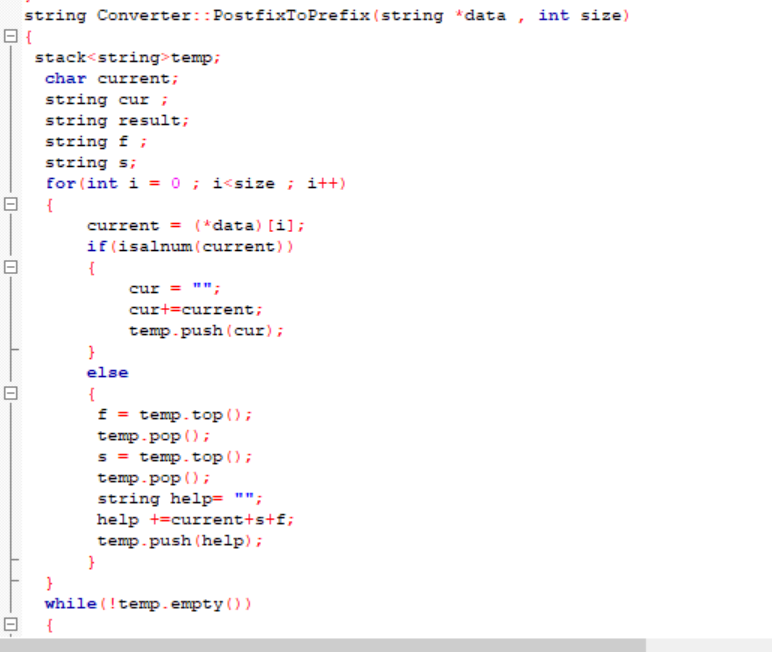 string Converter::PostfixToPrefix(string *data , int size)
{
stack<string>temp;
char current;
string cur ;
string result;
string f ;
string s;
for(int i = 0 ; i<size ; i++)
{
current = (*data)[i];
if(isalnum(current))
{
cur = "";
cur+=current;
temp.push(cur);
}
else
{
f = temp.top();
temp.pop();
s = temp.top();
temp.pop();
string help= "";
help +=current+s+f;
temp.push(help);
}
}
while(!temp.empty())
{